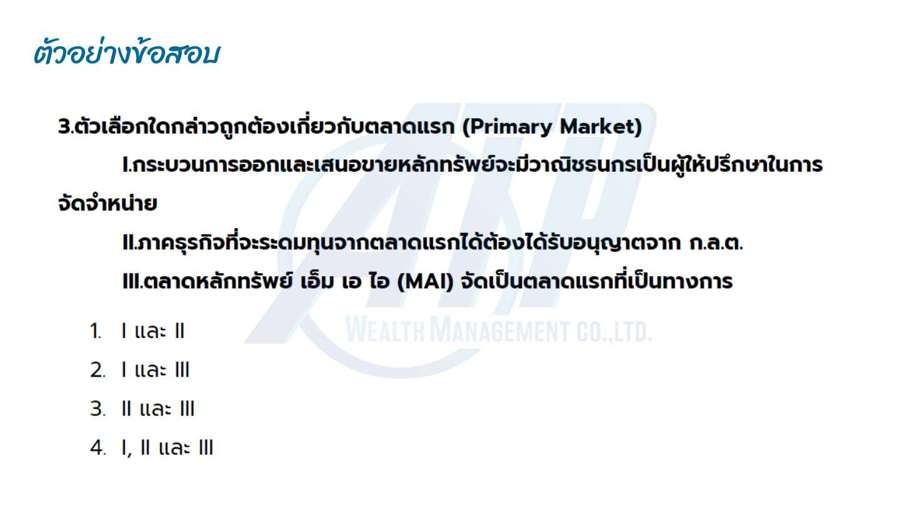 ตัวอย่างข้อสอบ
3.ตัวเลือกใดกล่าวถูกต้องเกี่ยวกับตลาดแรก (Primary Market)
I.กระบวนการออกและเสนอขายหลักทรัพย์จะมีวาณิชธนกรเป็นผู้ให้ปรึกษาในการ
จัดจำหน่าย
II.ภาคธุรกิจที่จะระดมทุนจากตลาดแรกได้ต้องได้รับอนุญาตจาก ก.ล.ต.
III.ตลาดหลักทรัพย์ เอ็ม เอ ไอ (MAI) จัดเป็นตลาดแรกที่เป็นทางการ
1. I และ II
WEALTH MANAGEMENT CO.,LTD.
2. I และ III
3. II และ III
4. I, II และ III